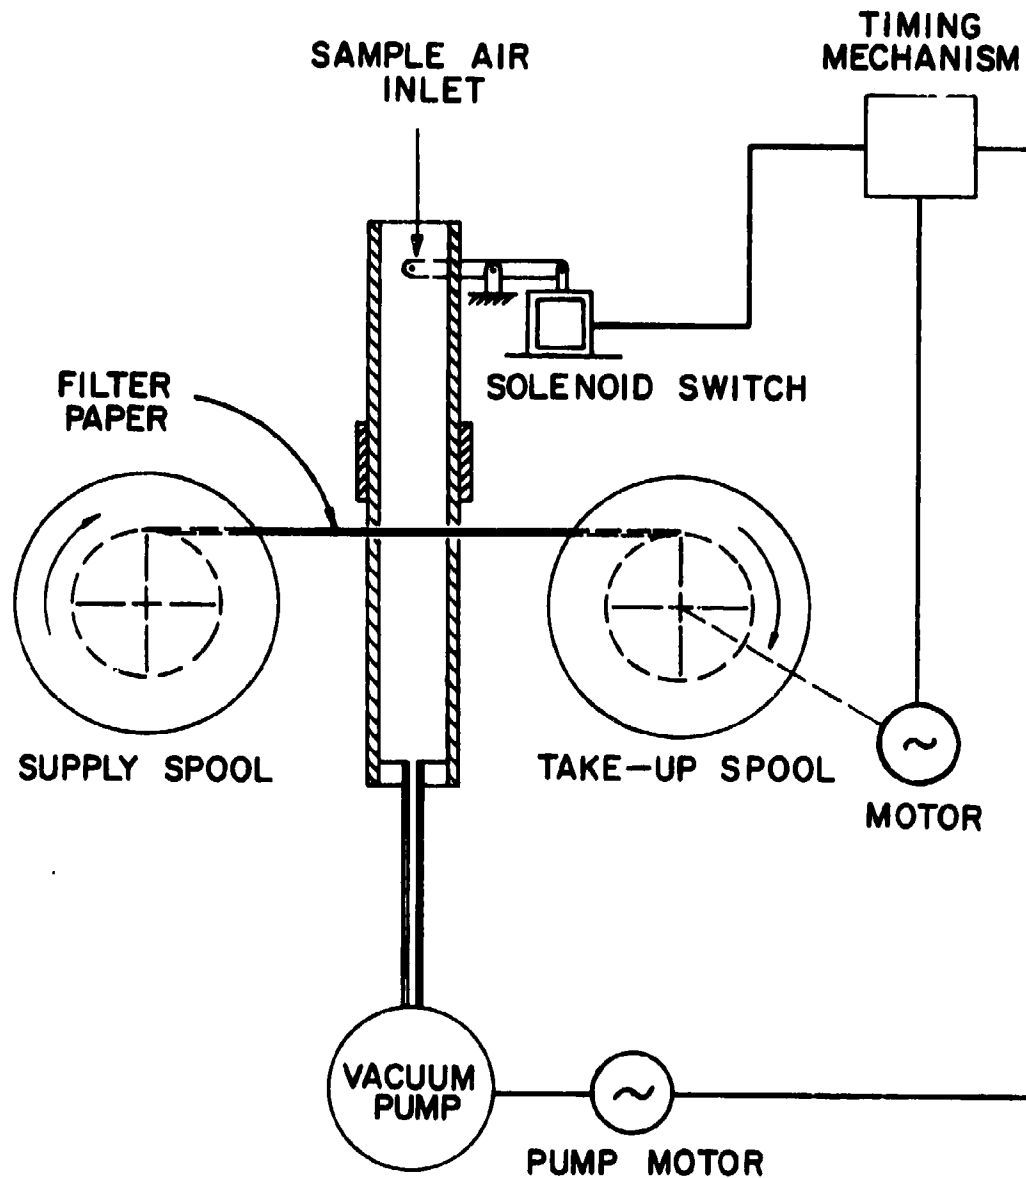 TIMING
MECHANISM
SAMPLE AIR
INLET
SOLENOID SWITCH
FILTER
PAPER
SUPPLY SPOOL
TAKE-UP SPOOL
MOTOR
VACUUM
PUMP
PUMP MOTOR